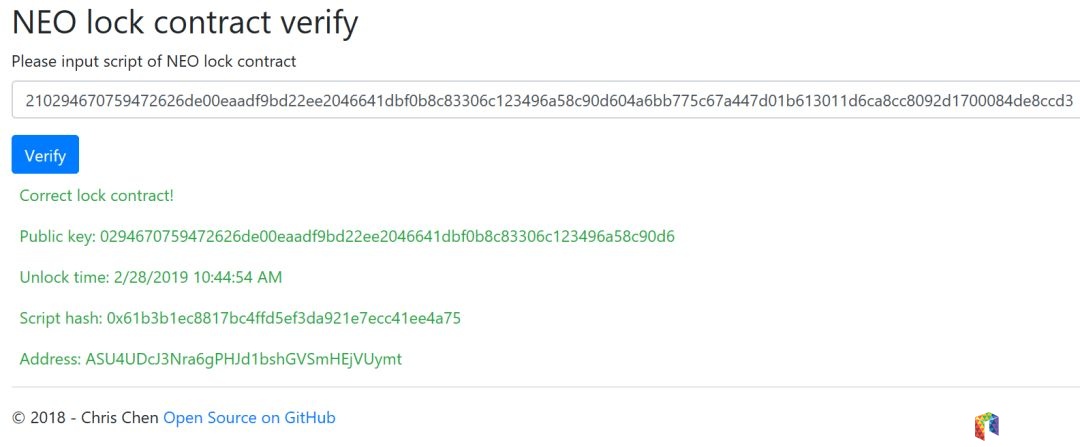 NEO lock contract verify
Please input script of NEO lock contract
210294670759472626de00eaadf9bd22ee2046641dbf0b8c83306c123496a58c90d604a6bb775c67a447d01b613011d6ca8cc8092d1700084de8ccd3
Verify
Correct lock contract!
Public key: 0294670759472626de00eaadf9bd22ee2046641dbf0b8c83306c123496a58c90d6
Unlock time: 2/28/2019 10:44:54 AM
Script hash: 0x61b3b1ec8817bc4ffd5ef3da921e7ecc41ee4a75
Address: ASU4UDcJ3Nra6gPHJd1bshGVSmHEjVUymt
© 2018 - Chris Chen Open Source on GitHub